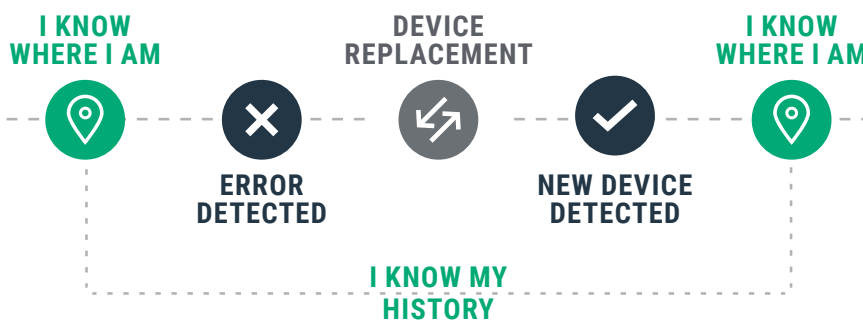 I KNOW
WHERE I AM
ERROR
DETECTED
DEVICE
REPLACEMENT
NEW DEVICE
DETECTED
I KNOW
WHERE I AM
I KNOW MY
HISTORY